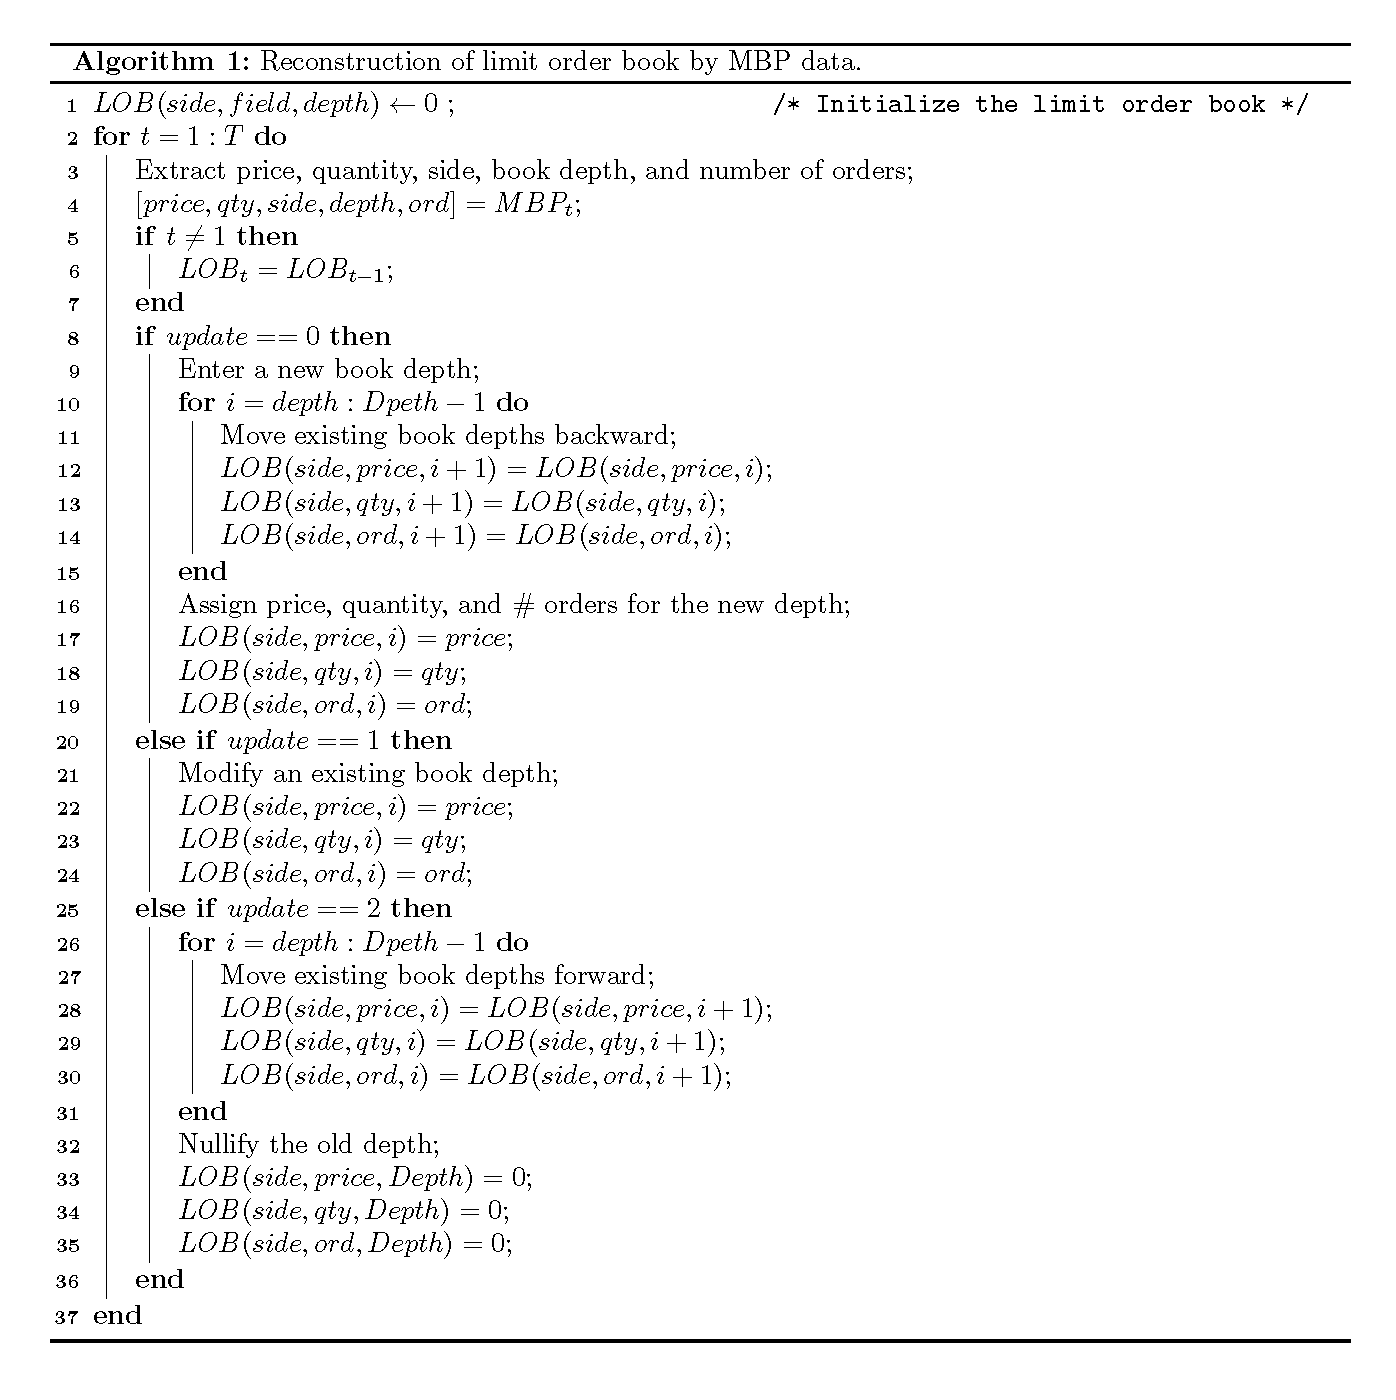 Algorithm 1: Reconstruction of limit order book by MBP data.
1 LOB(side, field, depth) ← 0 ; /* Initialize the limit order book */
2 for t = 1 : T do
3 Extract price, quantity, side, book depth, and number of orders;
4 [price, qty, side, depth, ord] = MBP_t;
5 if t ≠ 1 then
6 LOB_t = LOB_{t−1};
7 end
8 if update == 0 then
9 Enter a new book depth;
10 for i = depth : Dpeth − 1 do
11 Move existing book depths backward;
12 LOB(side, price, i + 1) = LOB(side, price, i);
13 LOB(side, qty, i + 1) = LOB(side, qty, i);
14 LOB(side, ord, i + 1) = LOB(side, ord, i);
15 end
16 Assign price, quantity, and # orders for the new depth;
17 LOB(side, price, i) = price;
18 LOB(side, qty, i) = qty;
19 LOB(side, ord, i) = ord;
20 else if update == 1 then
21 Modify an existing book depth;
22 LOB(side, price, i) = price;
23 LOB(side, qty, i) = qty;
24 LOB(side, ord, i) = ord;
25 else if update == 2 then
26 for i = depth : Dpeth − 1 do
27 Move existing book depths forward;
28 LOB(side, price, i) = LOB(side, price, i + 1);
29 LOB(side, qty, i) = LOB(side, qty, i + 1);
30 LOB(side, ord, i) = LOB(side, ord, i + 1);
31 end
32 Nullify the old depth;
33 LOB(side, price, Depth) = 0;
34 LOB(side, qty, Depth) = 0;
35 LOB(side, ord, Depth) = 0;
36 end
37 end